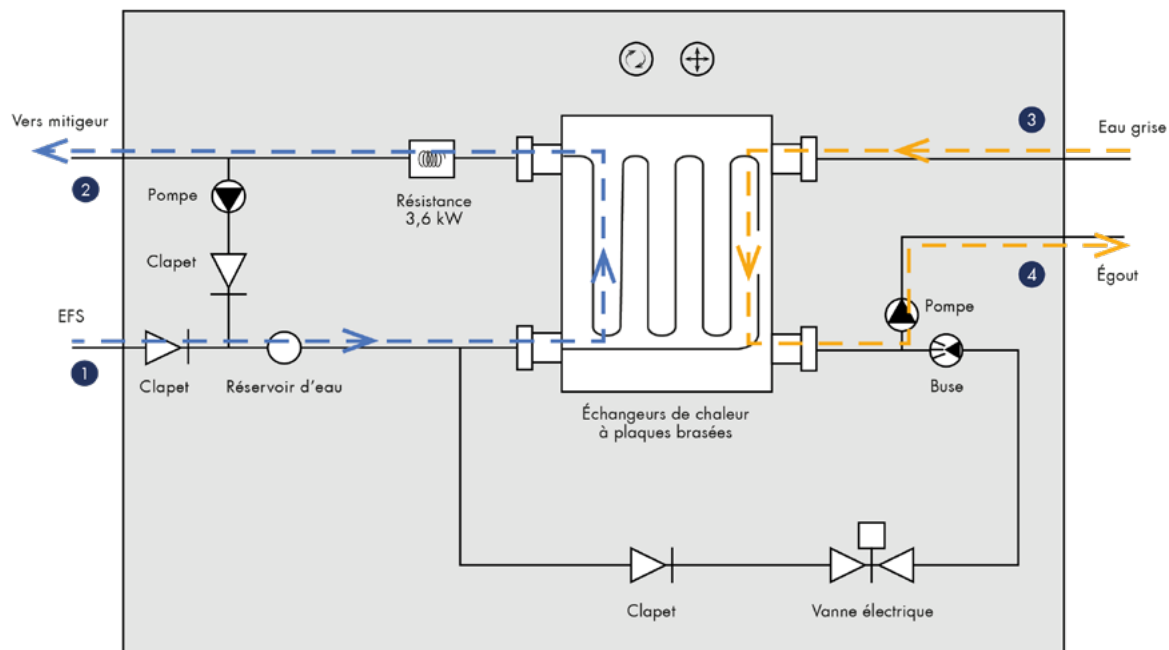 Vers mitigeur
2
Pompe
Résistance
3,6 kW
3
Eau grise
Clapet
4
Égout
EFS
Pompe
1
Clapet
Réservoir d’eau
Buse
Échangeurs de chaleur
à plaques brasées
Clapet
Vanne électrique